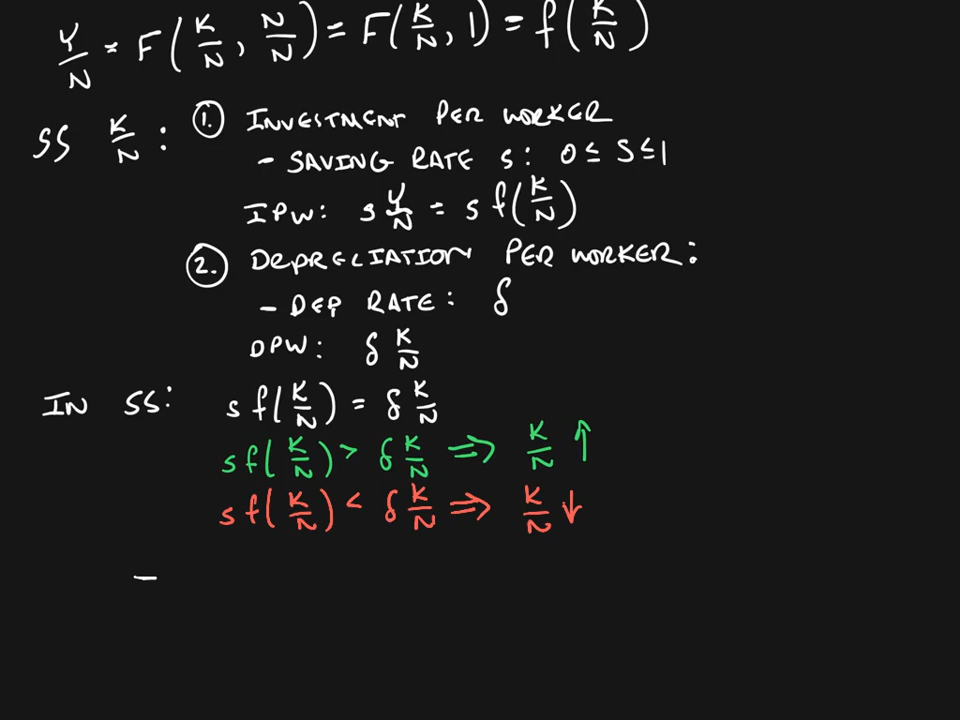 Y/N = F(K/N, N/N) = F(K/N, 1) = f(K/N)
SS K/N: ① INVESTMENT PER WORKER
- SAVING RATE s: 0 ≤ S ≤ 1
IPW: s Y/N = s f(K/N)
② DEPRECIATION PER WORKER:
- DEP RATE: δ
DPW: δ K/N
IN SS: s f(K/N) = δ K/N
s f(K/N) > δ K/N ⇒ K/N ↑
s f(K/N) < δ K/N ⇒ K/N ↓
–